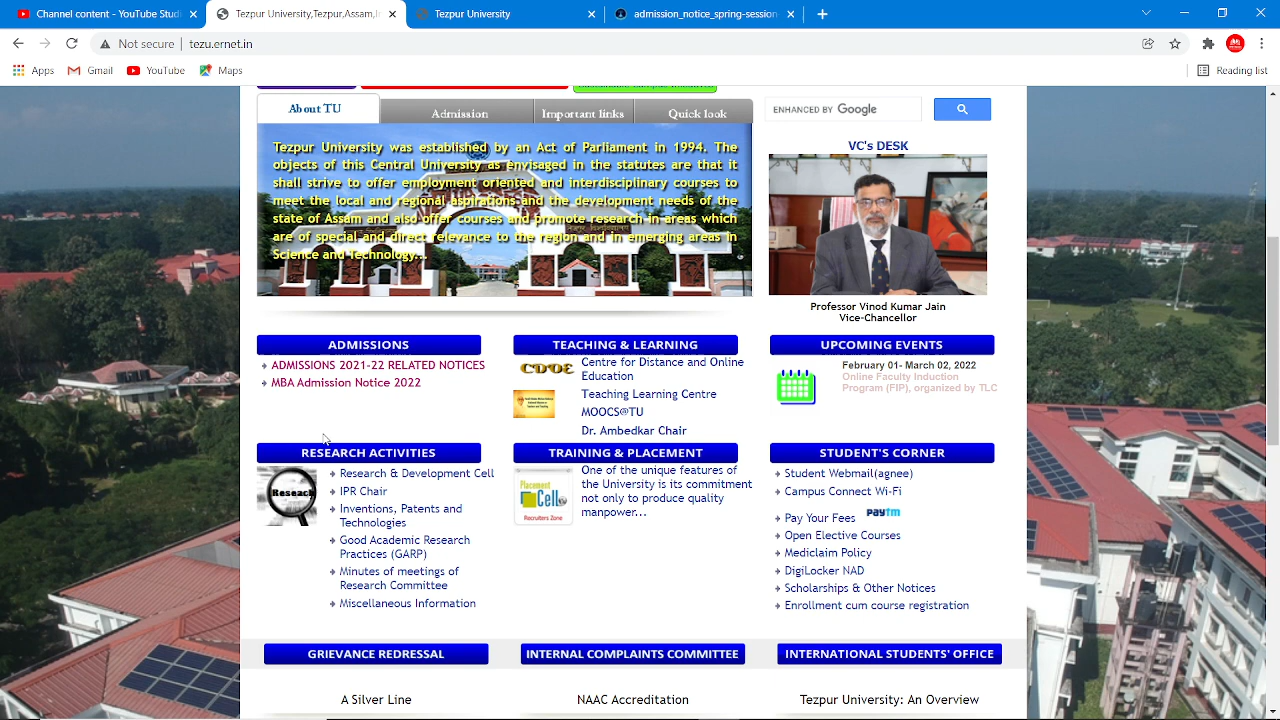 Channel content - YouTube Studi
Tezpur University,Tezpur,Assam,I
Tezpur University
admission_notice_spring-session
Not secure
tezu.ernet.in
Apps
Gmail
YouTube
Maps
Reading list
About TU
Admission
Important links
Quick look
ENHANCED BY Google
Tezpur University was established by an Act of Parliament in 1994. The
objects of this Central University as envisaged in the statutes are that it
shall strive to offer employment oriented and interdisciplinary courses to
meet the local and regional aspirations and the development needs of the
state of Assam and also offer courses and promote research in areas which
are of special and direct relevance to the region and in emerging areas in
Science and Technology...
VC's DESK
Professor Vinod Kumar Jain
Vice-Chancellor
ADMISSIONS
ADMISSIONS 2021-22 RELATED NOTICES
MBA Admission Notice 2022
TEACHING & LEARNING
CDOE
Centre for Distance and Online
Education
Teaching Learning Centre
MOOCS@TU
Dr. Ambedkar Chair
UPCOMING EVENTS
February 01- March 02, 2022
Online Faculty Induction
Program (FIP), organized by TLC
RESEARCH ACTIVITIES
Reseach
Research & Development Cell
IPR Chair
Inventions, Patents and
Technologies
Good Academic Research
Practices (GARP)
Minutes of meetings of
Research Committee
Miscellaneous Information
TRAINING & PLACEMENT
Placement
Cell
Recruiters Zone
One of the unique features of
the University is its commitment
not only to produce quality
manpower...
STUDENT'S CORNER
Student Webmail(agnee)
Campus Connect Wi-Fi
Pay Your Fees
paytm
Open Elective Courses
Mediclaim Policy
DigiLocker NAD
Scholarships & Other Notices
Enrollment cum course registration
GRIEVANCE REDRESSAL
INTERNAL COMPLAINTS COMMITTEE
INTERNATIONAL STUDENTS' OFFICE
A Silver Line
NAAC Accreditation
Tezpur University: An Overview